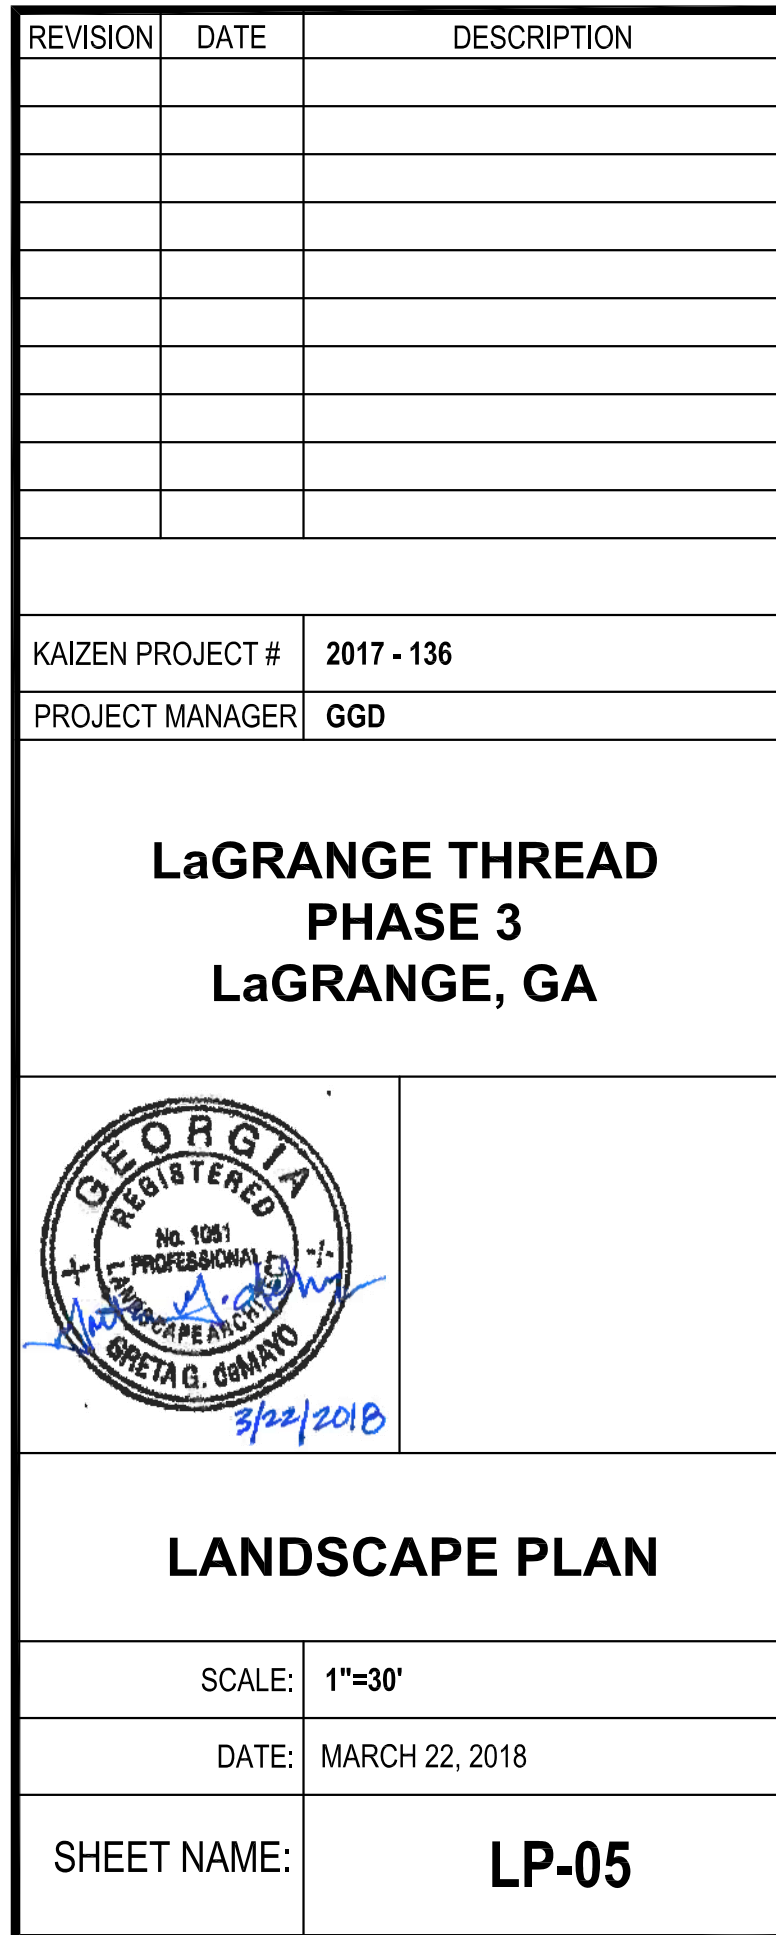 REVISION DATE DESCRIPTION
KAIZEN PROJECT # 2017 - 136
PROJECT MANAGER GGD
LaGRANGE THREAD
PHASE 3
LaGRANGE, GA
GEORGIA
REGISTERED
No. 1051
PROFESSIONAL
LANDSCAPE ARCHITECT
GRETA G. deMAYO
3/22/2018
LANDSCAPE PLAN
SCALE: 1"=30'
DATE: MARCH 22, 2018
SHEET NAME: LP-05